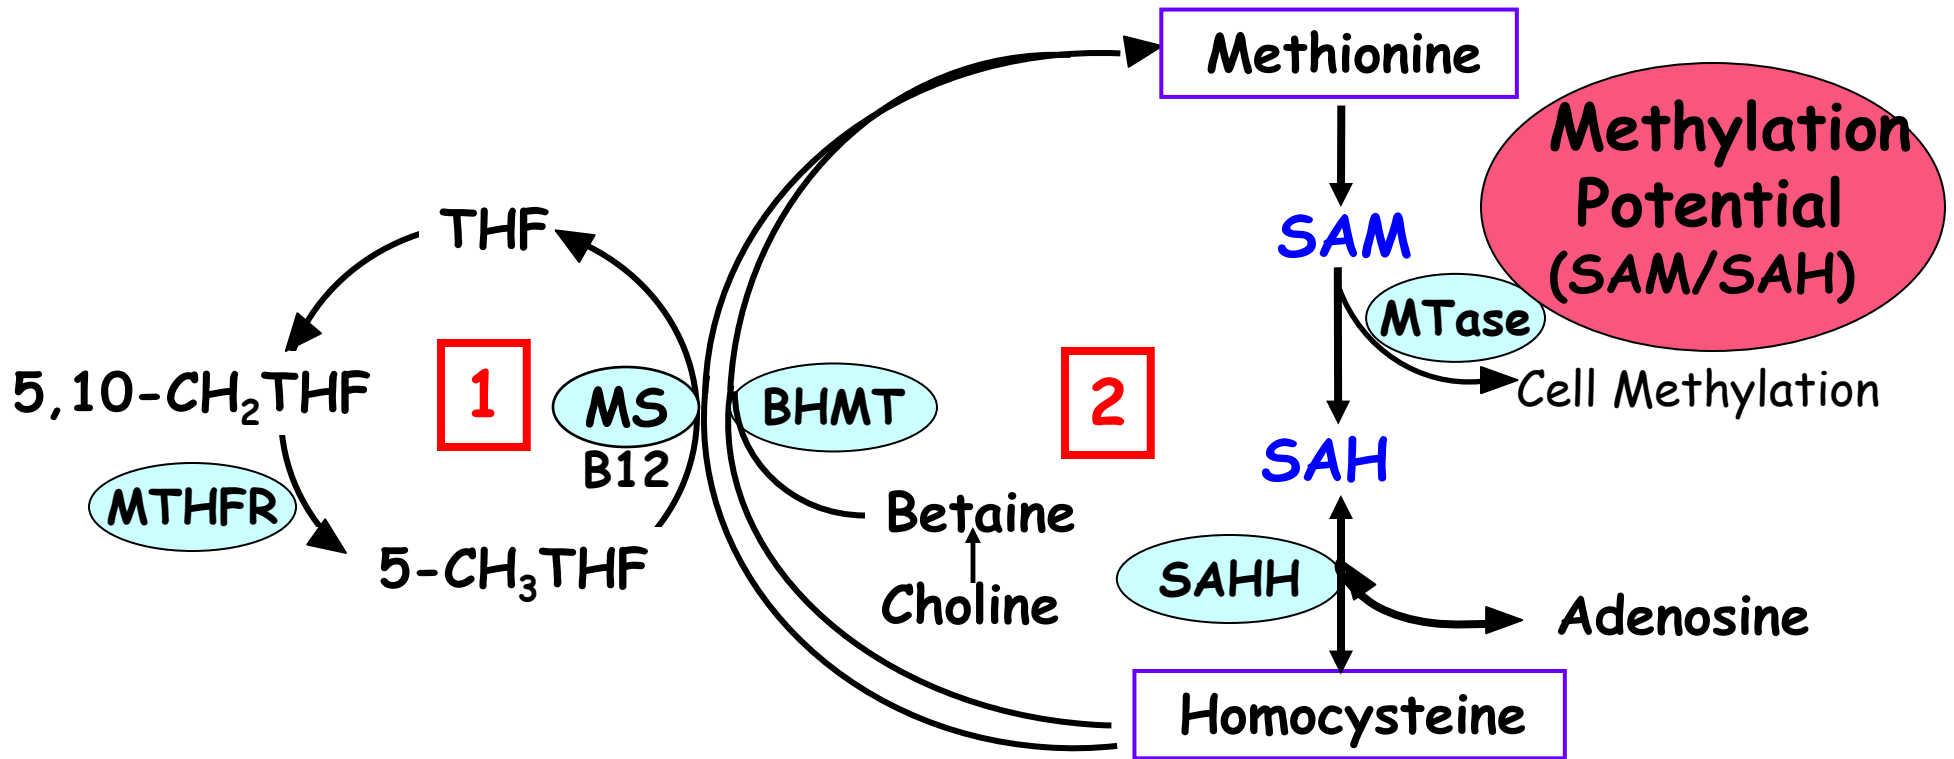 Methionine
Methylation
Potential
(SAM/SAH)
THF
SAM
MTase
5,10-CH₂THF
1
MS
BHMT
2
Cell Methylation
B12
SAH
MTHFR
Betaine
5-CH₃THF
SAHH
Choline
Adenosine
Homocysteine